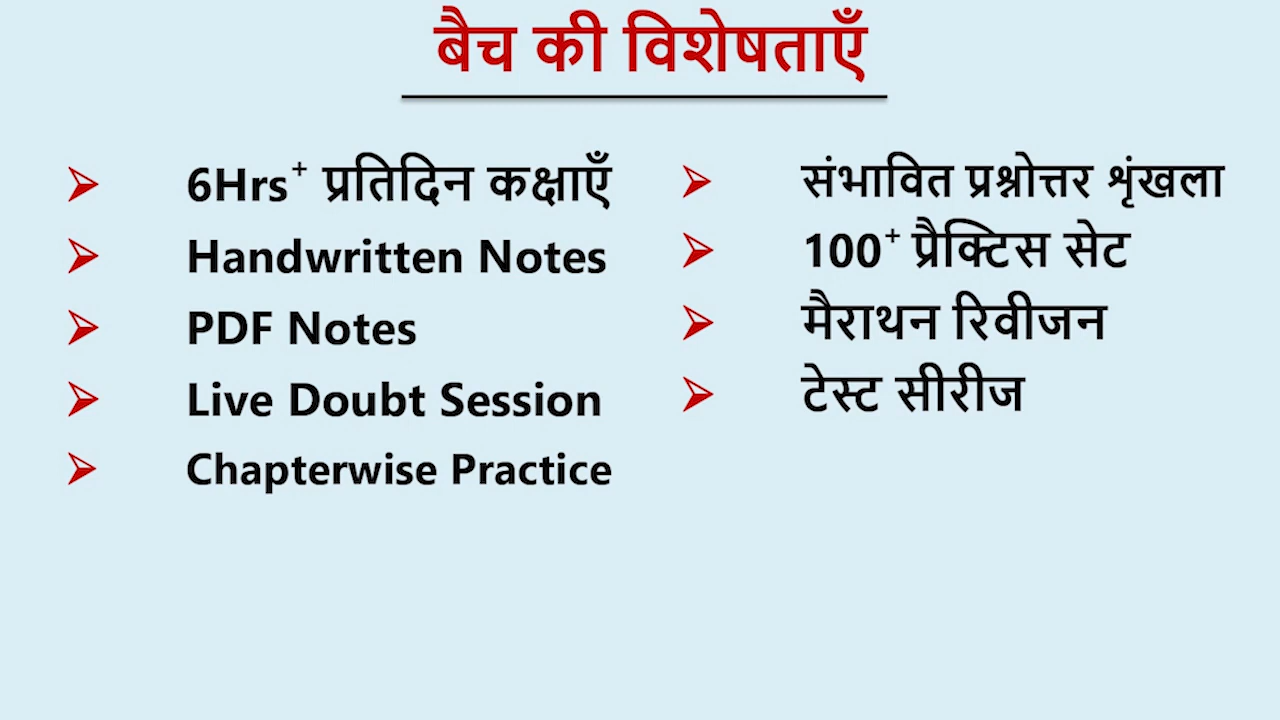 बैच की विशेषताएँ
6Hrs+ प्रतिदिन कक्षाएँ
Handwritten Notes
PDF Notes
Live Doubt Session
Chapterwise Practice
संभावित प्रश्नोत्तर शृंखला
100+ प्रैक्टिस सेट
मैराथन रिवीजन
टेस्ट सीरीज